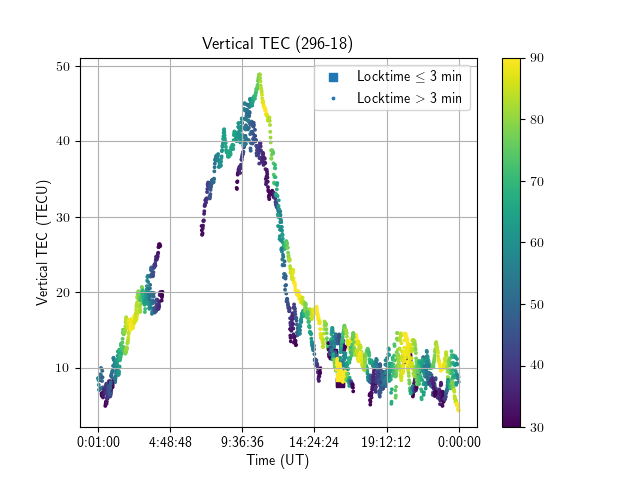 Vertical TEC (296-18)
Locktime ≤ 3 min
Locktime > 3 min
Vertical TEC (TECU)
50
40
30
20
10
0:01:00 4:48:48 9:36:36 14:24:24 19:12:12 0:00:00
Time (UT)
90
80
70
60
50
40
30